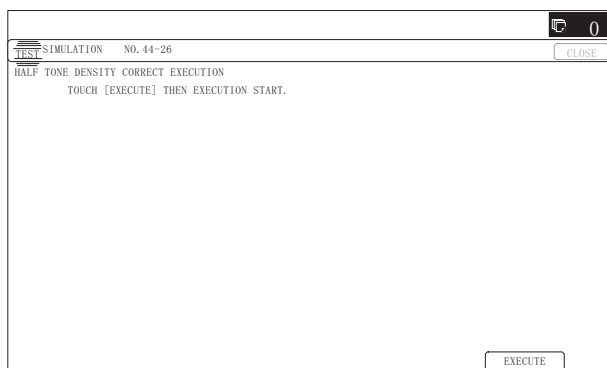 0
TEST SIMULATION NO. 44-26
CLOSE
HALF TONE DENSITY CORRECT EXECUTION
TOUCH [EXECUTE] THEN EXECUTION START.
EXECUTE